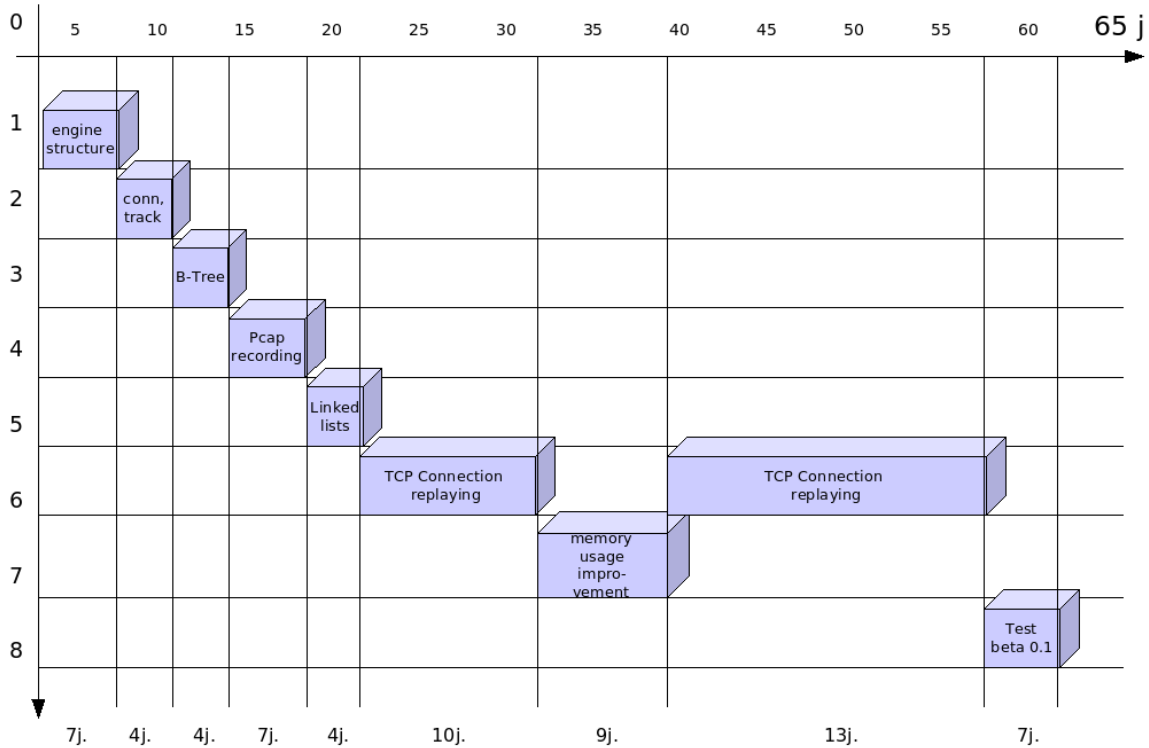 0 5 10 15 20 25 30 35 40 45 50 55 60 65 j
1
engine
structure
2
conn,
track
3
B-Tree
4
Pcap
recording
5
Linked
lists
6
TCP Connection
replaying
TCP Connection
replaying
7
memory
usage
impro-
vement
8
Test
beta 0.1
7j. 4j. 4j. 7j. 4j. 10j. 9j. 13j. 7j.